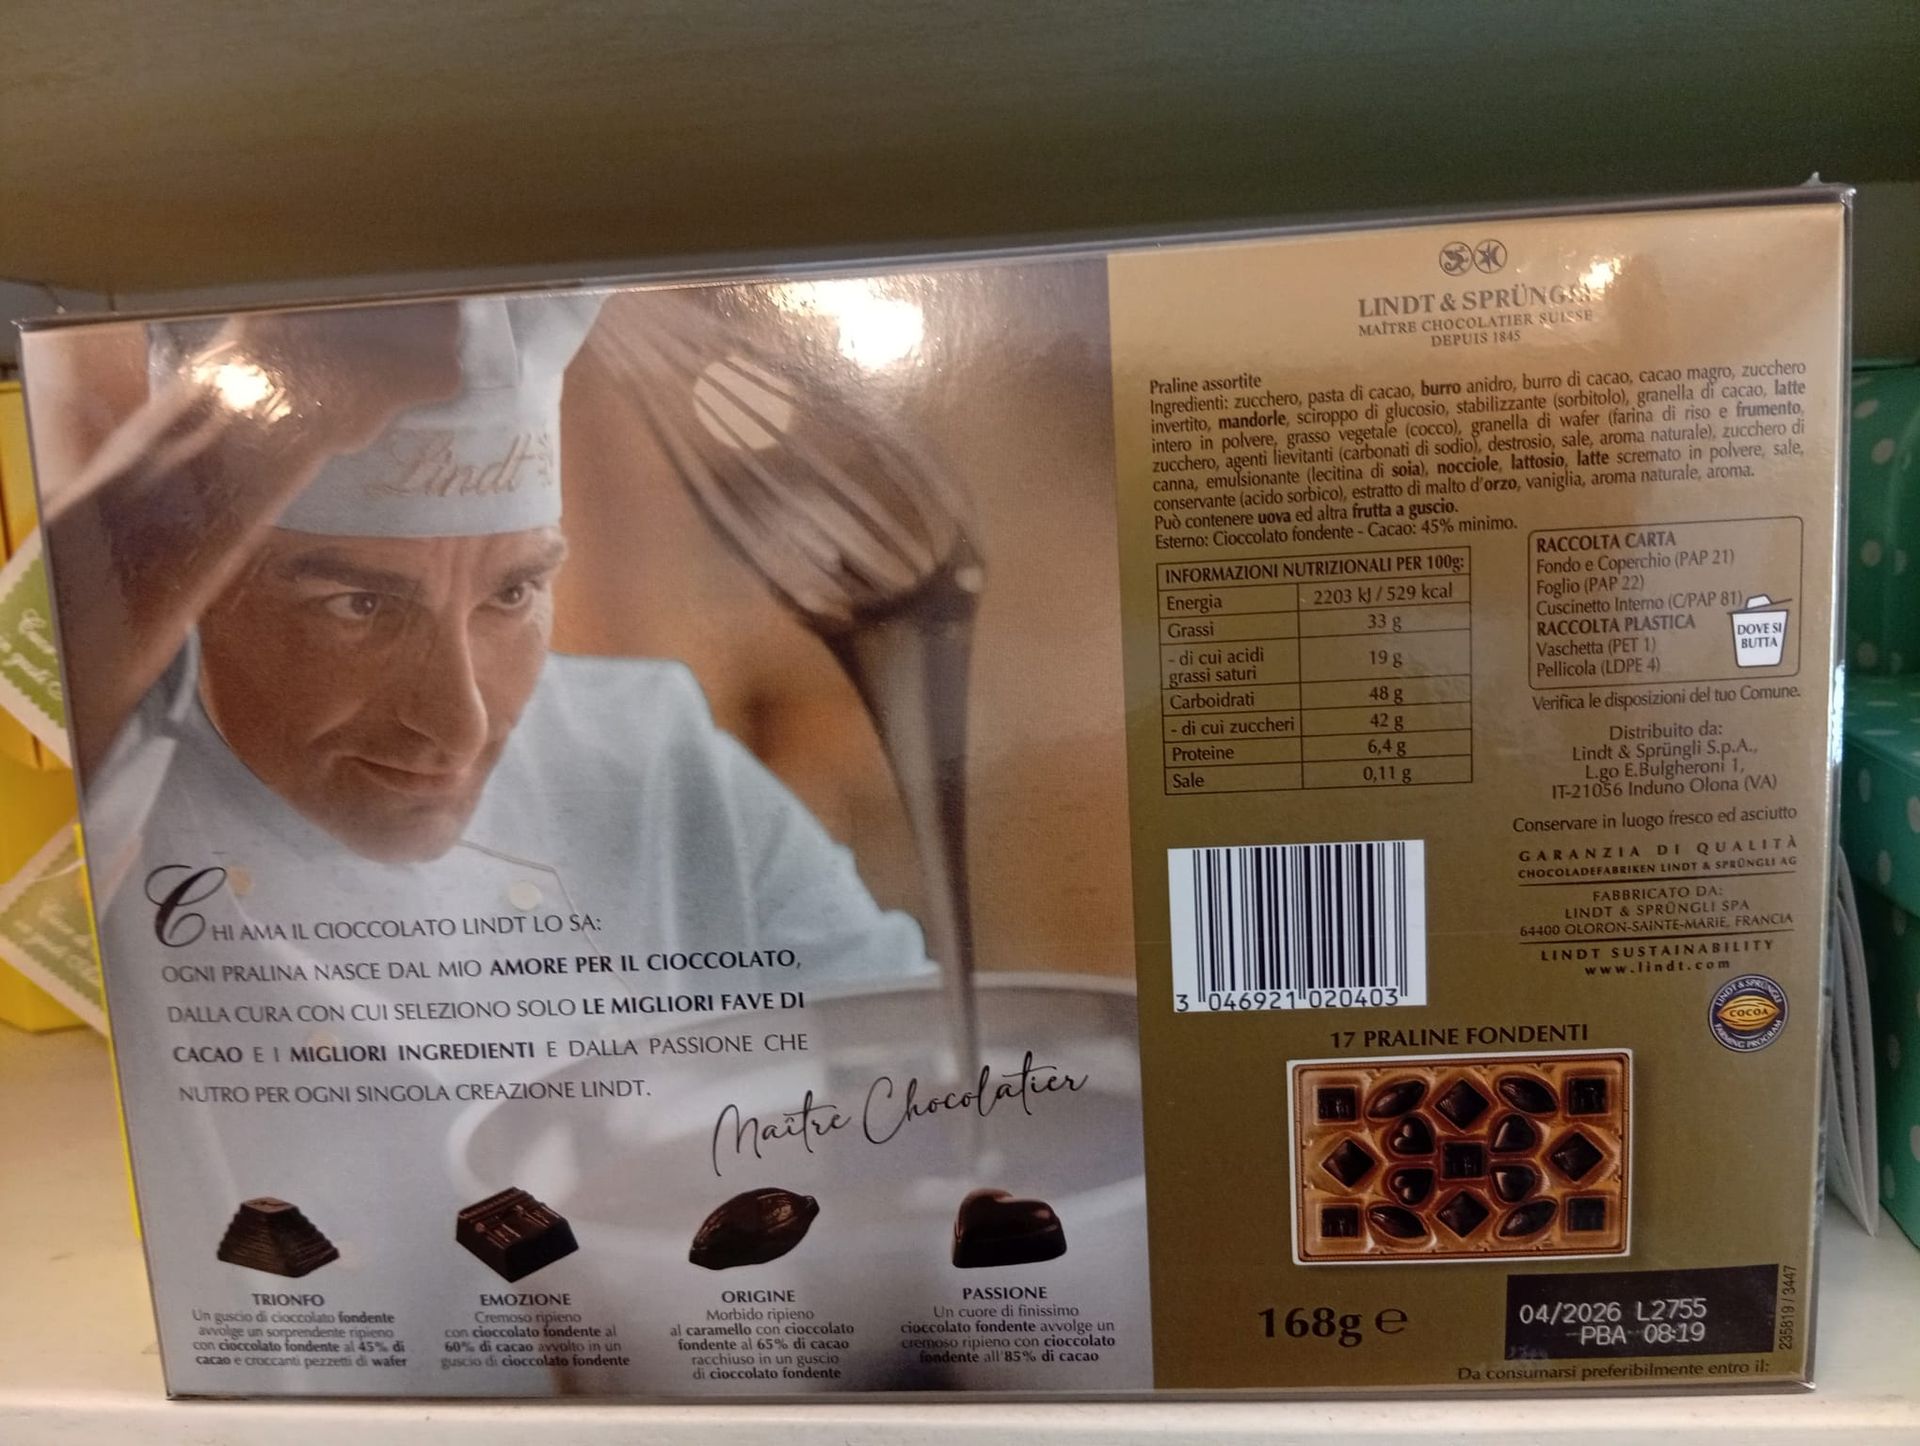 Lindt
LINDT & SPRÜNGLI
MAÎTRE CHOCOLATIER SUISSE
DEPUIS 1845
Praline assortite
Ingredienti: zucchero, pasta di cacao, burro anidro, burro di cacao, cacao magro, zucchero
invertito, mandorle, sciroppo di glucosio, stabilizzante (sorbitolo), granella di cacao, latte
intero in polvere, grasso vegetale (cocco), granella di wafer (farina di riso e frumento,
zucchero, agenti lievitanti (carbonati di sodio), destrosio, sale, aroma naturale), zucchero di
canna, emulsionante (lecitina di soia), nocciole, lattosio, latte scremato in polvere, sale,
conservante (acido sorbico), estratto di malto d'orzo, vaniglia, aroma naturale, aroma.
Può contenere uova ed altra frutta a guscio.
Esterno: Cioccolato fondente - Cacao: 45% minimo.
INFORMAZIONI NUTRIZIONALI PER 100g:
Energia 2203 kJ / 529 kcal
Grassi 33 g
- di cui acidi
grassi saturi 19 g
Carboidrati 48 g
- di cui zuccheri 42 g
Proteine 6,4 g
Sale 0,11 g
RACCOLTA CARTA
Fondo e Coperchio (PAP 21)
Foglio (PAP 22)
Cuscinetto Interno (C/PAP 81)
RACCOLTA PLASTICA
Vaschetta (PET 1)
Pellicola (LDPE 4)
DOVE SI
BUTTA
Verifica le disposizioni del tuo Comune.
Distribuito da:
Lindt & Sprüngli S.p.A.,
L.go E.Bulgheroni 1,
IT-21056 Induno Olona (VA)
Conservare in luogo fresco ed asciutto
GARANZIA DI QUALITÀ
CHOCOLADEFABRIKEN LINDT & SPRÜNGLI AG
FABBRICATO DA:
LINDT & SPRÜNGLI SPA
64400 OLORON-SAINTE-MARIE, FRANCIA
LINDT SUSTAINABILITY
www.lindt.com
LINDT & SPRÜNGLI
COCOA
FARMING PROGRAM
3 046921 020403
17 PRALINE FONDENTI
168g e
04/2026 L2755
PBA 08:19
235819 / 3447
Da consumarsi preferibilmente entro il:
CHI AMA IL CIOCCOLATO LINDT LO SA:
OGNI PRALINA NASCE DAL MIO AMORE PER IL CIOCCOLATO,
DALLA CURA CON CUI SELEZIONO SOLO LE MIGLIORI FAVE DI
CACAO E I MIGLIORI INGREDIENTI E DALLA PASSIONE CHE
NUTRO PER OGNI SINGOLA CREAZIONE LINDT.
Maître Chocolatier
TRIONFO
Un guscio di cioccolato fondente
avvolge un sorprendente ripieno
con cioccolato fondente al 45% di
cacao e croccanti pezzetti di wafer
EMOZIONE
Cremoso ripieno
con cioccolato fondente al
60% di cacao avvolto in un
guscio di cioccolato fondente
ORIGINE
Morbido ripieno
al caramello con cioccolato
fondente al 65% di cacao
racchiuso in un guscio
di cioccolato fondente
PASSIONE
Un cuore di finissimo
cioccolato fondente avvolge un
cremoso ripieno con cioccolato
fondente all'85% di cacao